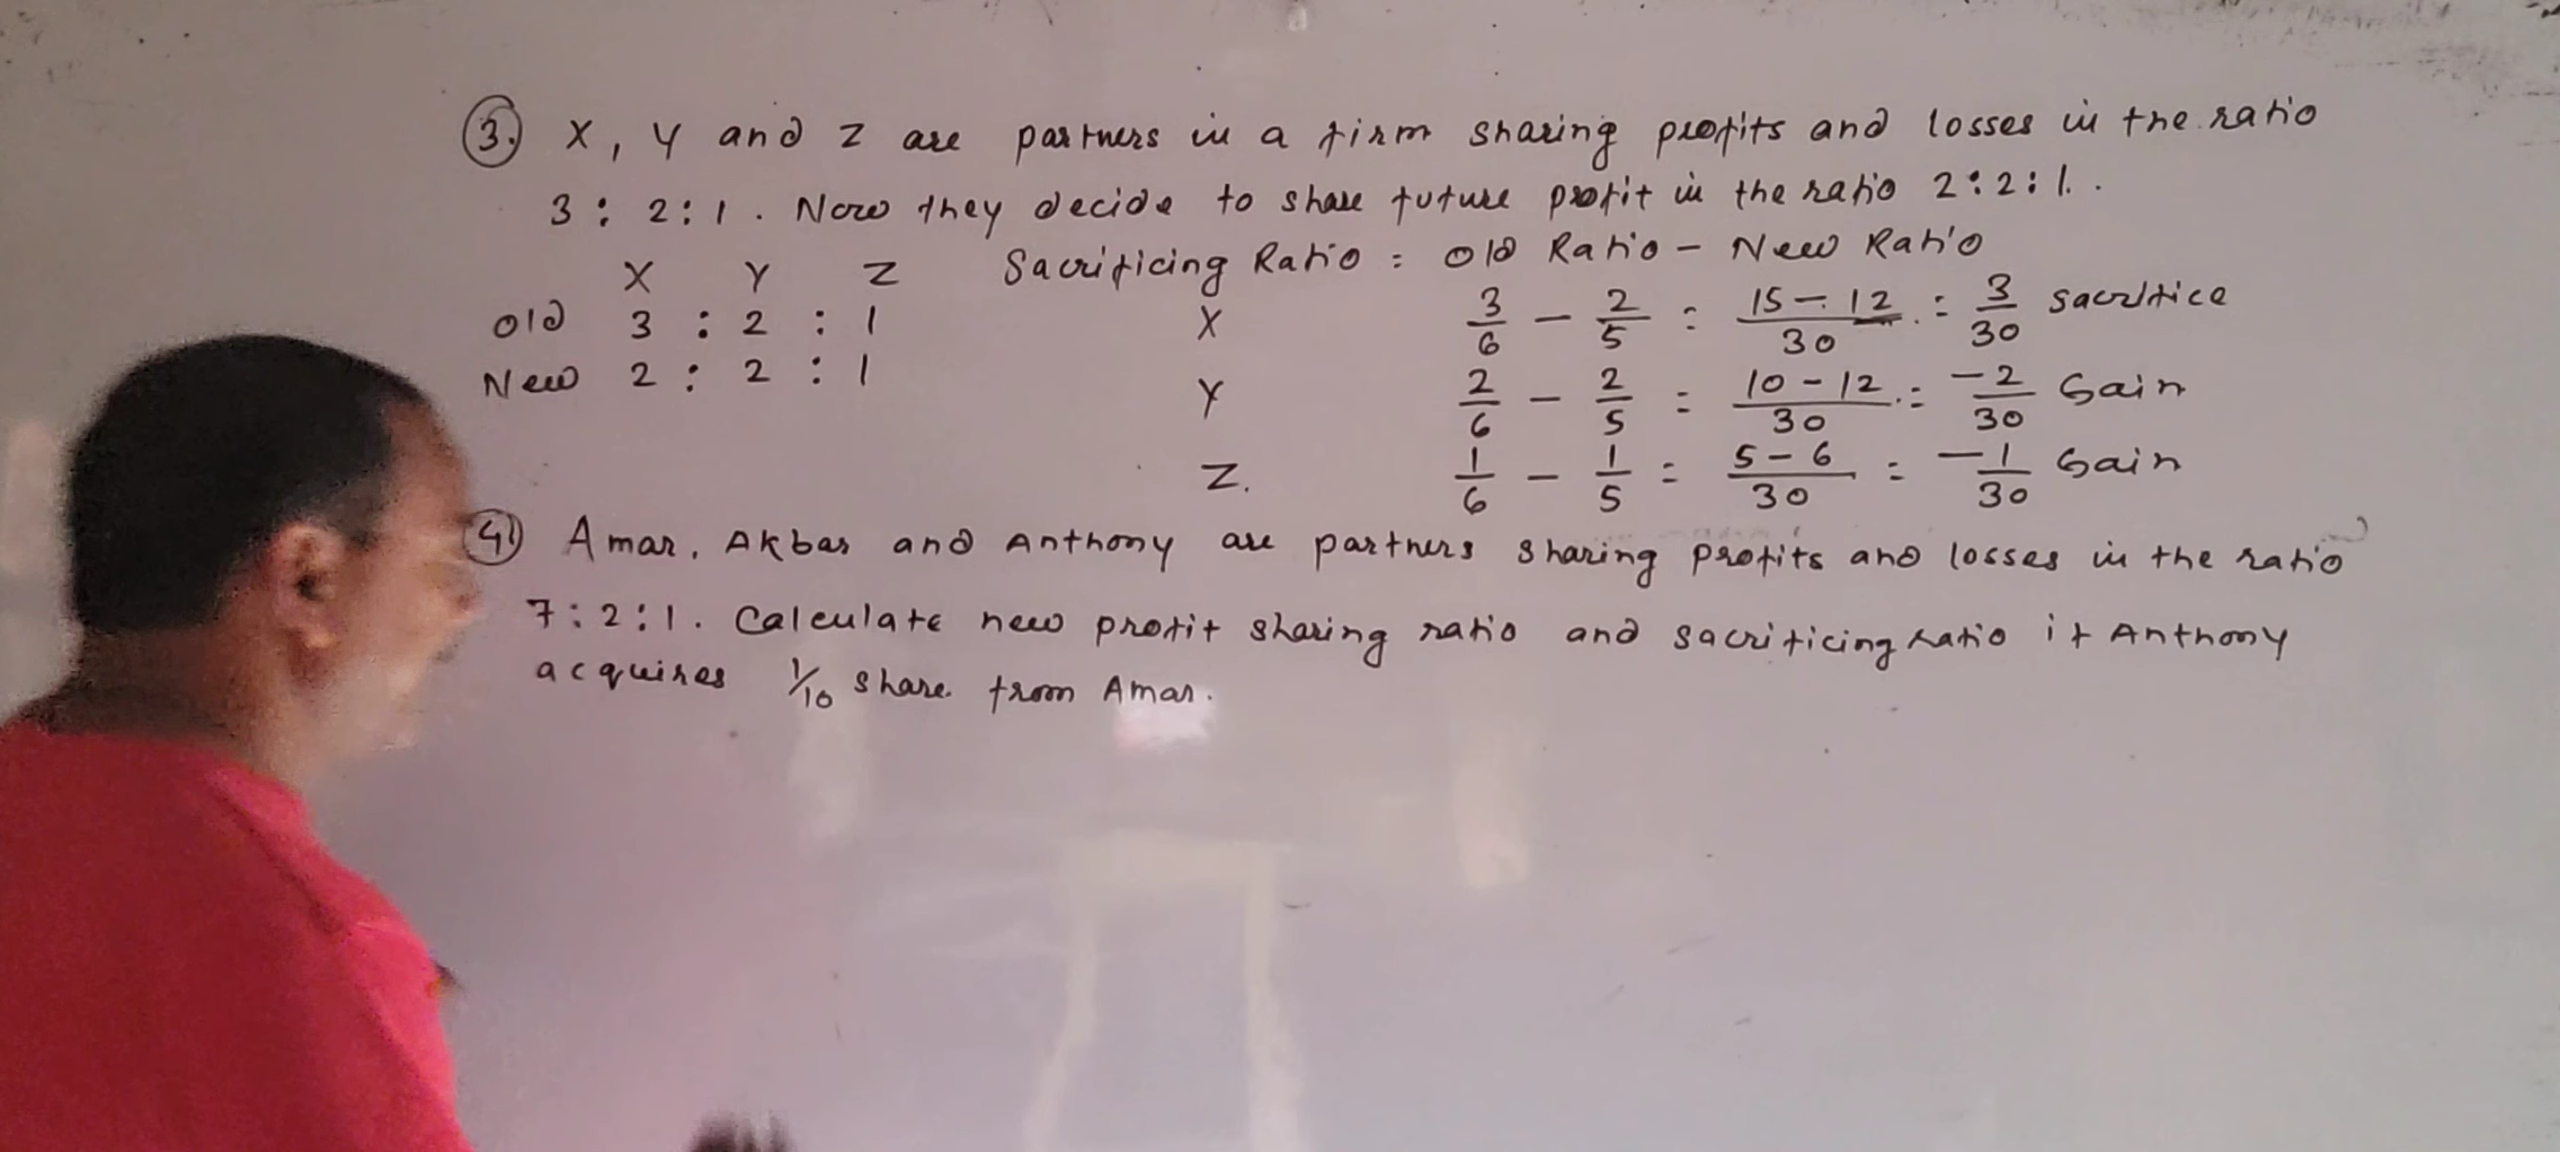 3. X, Y and Z are partners in a firm sharing profits and losses in the ratio
3 : 2 : 1. Now they decide to share future profit in the ratio 2 : 2 : 1.
X Y Z Sacrificing Ratio = Old Ratio - New Ratio
Old 3 : 2 : 1 X 3/6 - 2/5 = 15 - 12/30 = 3/30 sacrifice
New 2 : 2 : 1 Y 2/6 - 2/5 = 10 - 12/30 = -2/30 Gain
Z. 1/6 - 1/5 = 5 - 6/30 = -1/30 Gain
4) Amar, Akbar and Anthony are partners sharing profits and losses in the ratio
7 : 2 : 1. Calculate new profit sharing ratio and sacrificing ratio if Anthony
acquires 1/10 share from Amar.